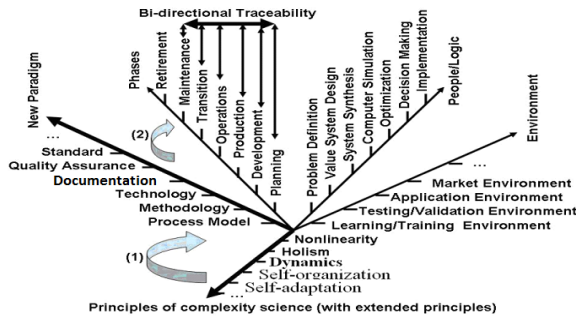 Bi-directional Traceability
New Paradigm
...
Standard
Quality Assurance
Documentation
Technology
Methodology
Process Model
(2)
Phases
Retirement
Maintenance
Transition
Operations
Production
Development
Planning
Problem Definition
Value System Design
System Synthesis
Computer Simulation
Optimization
Decision Making
Implementation
People/Logic
Environment
...
Market Environment
Application Environment
Testing/Validation Environment
Learning/Training Environment
(1)
Nonlinearity
Holism
Dynamics
Self-organization
Self-adaptation
...
Principles of complexity science (with extended principles)